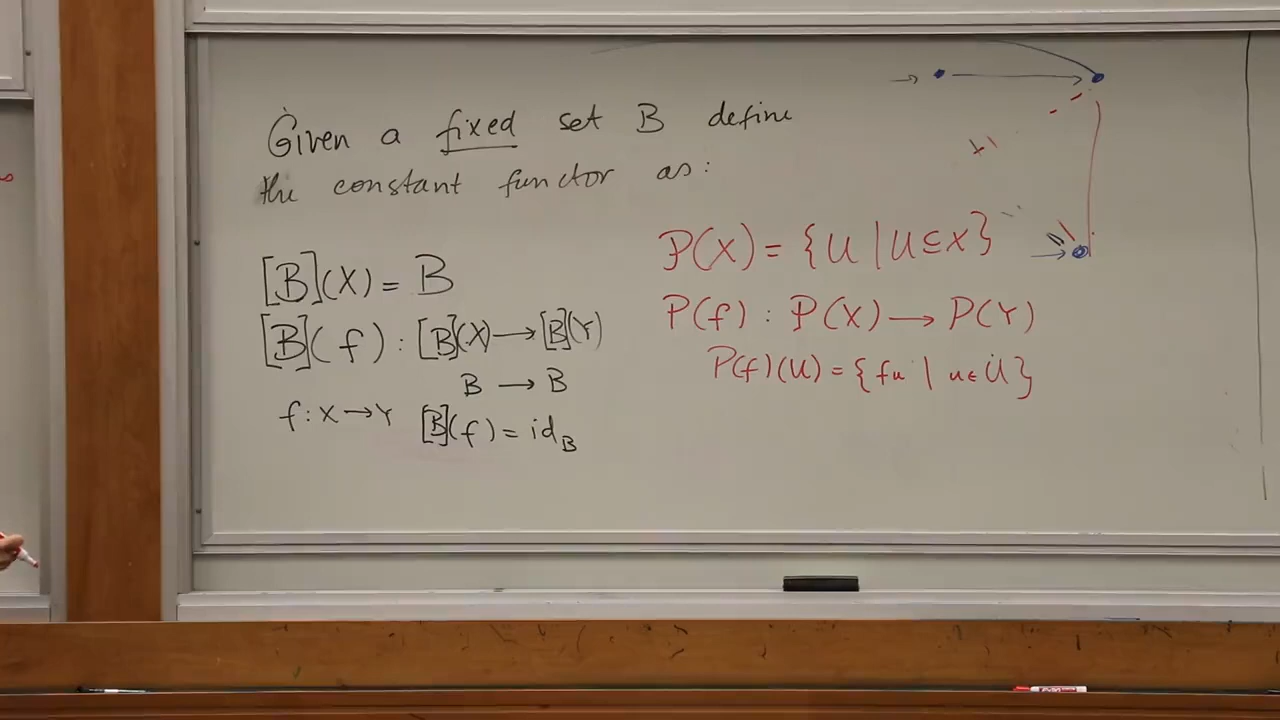 Given a fixed set B define
the constant functor as:
[B](X) = B
[B](f) : [B](X) → [B](Y)
B → B
f : X → Y [B](f) = id_B
P(X) = {U | U ⊆ X}
P(f) : P(X) → P(Y)
P(f)(U) = {fu | u ∈ U}